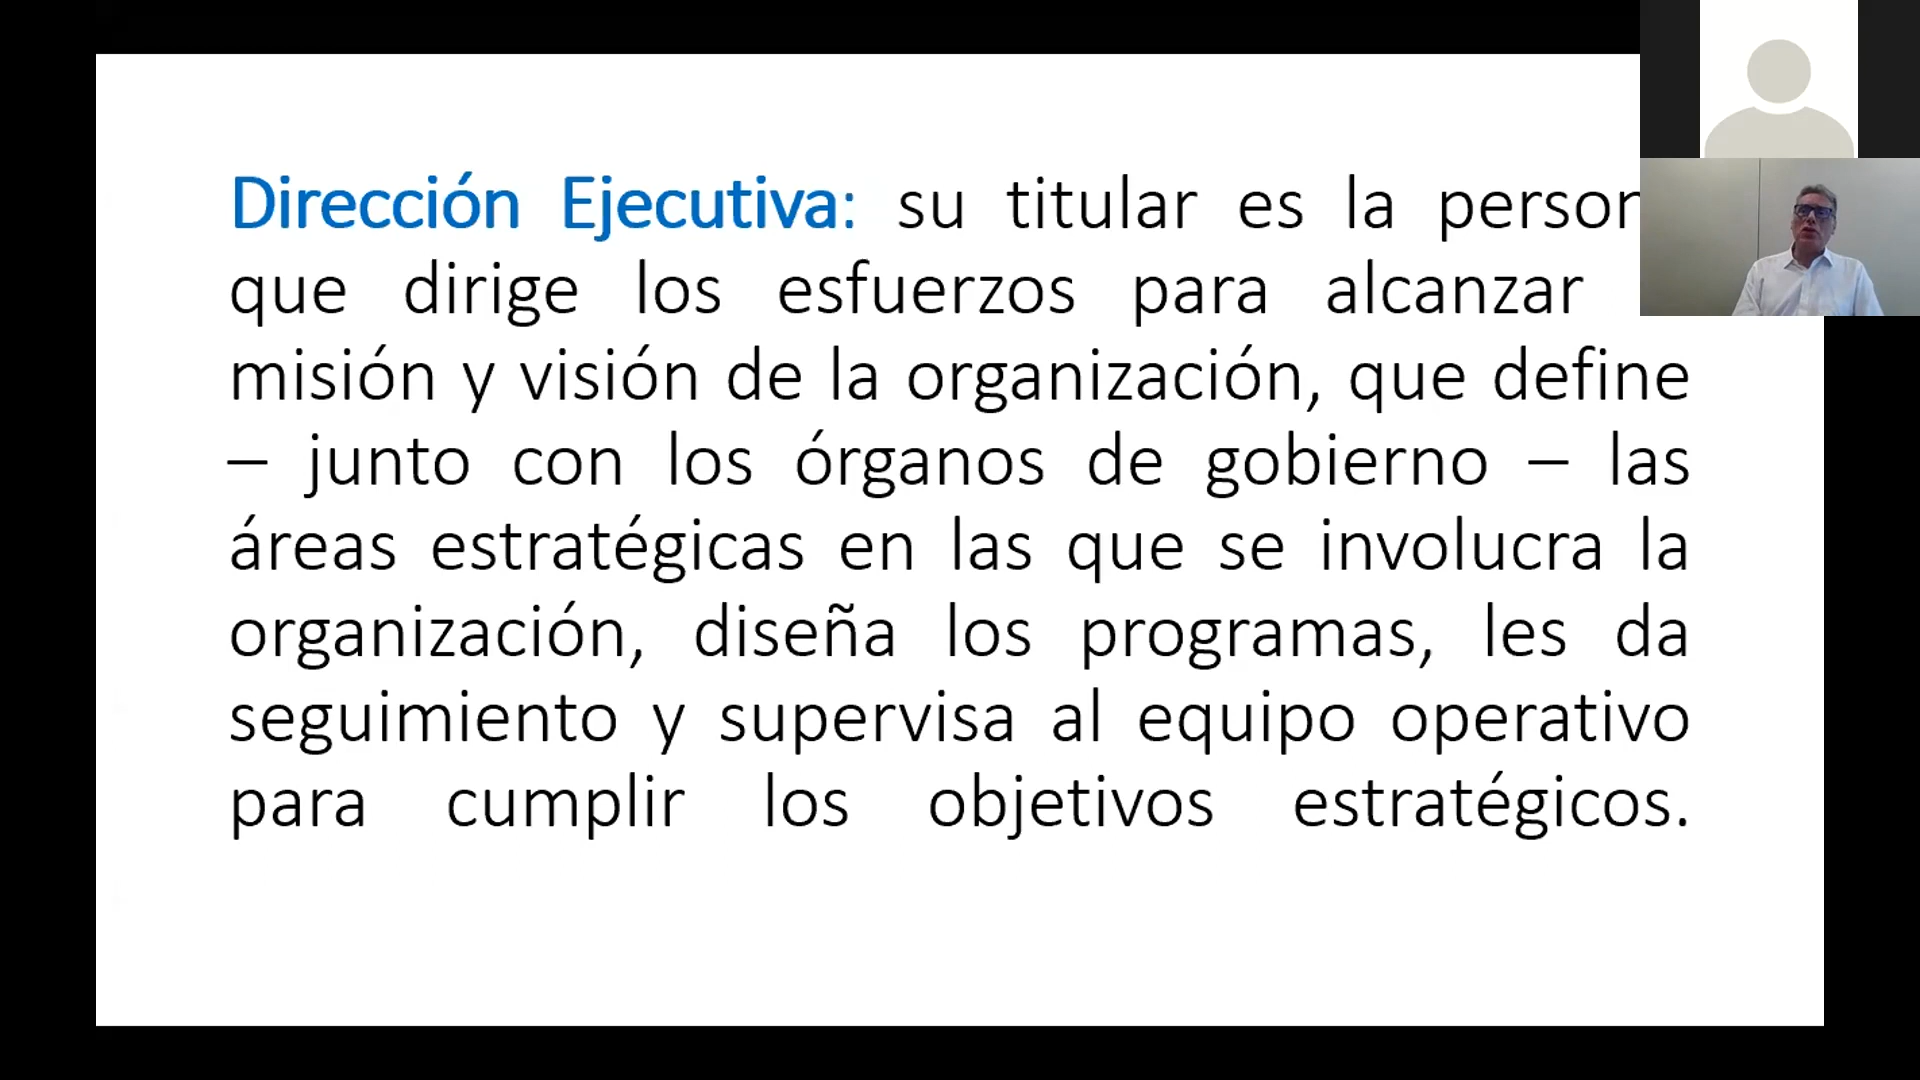 Dirección Ejecutiva: su titular es la
que dirige los esfuerzos para alcanzar
misión y visión de la organización, que define
– junto con los órganos de gobierno – las
áreas estratégicas en las que se involucra la
organización, diseña los programas, les da
seguimiento y supervisa al equipo operativo
para cumplir los objetivos estratégicos.